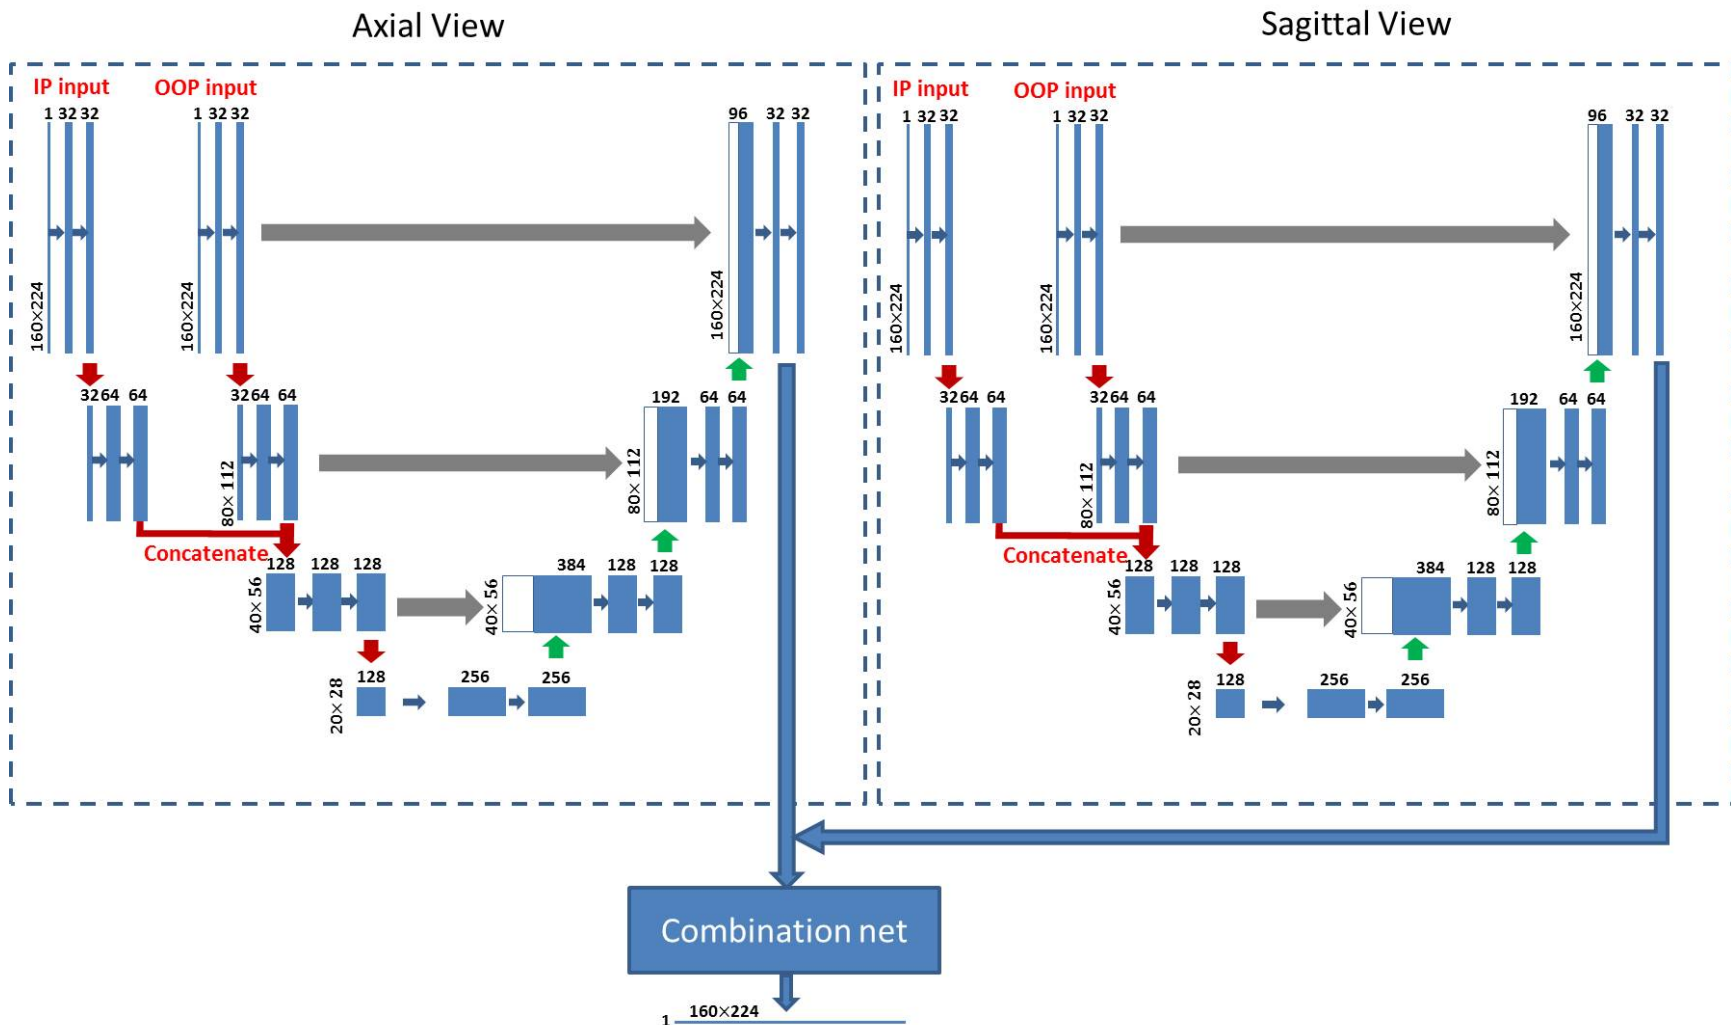 Axial View
Sagittal View
IP input
OOP input
1 32 32
1 32 32
96 32 32
160×224
160×224
160×224
32 64 64
32 64 64
192 64 64
80× 112
80× 112
Concatenate
128 128 128
384 128 128
40× 56
40× 56
128 256 256
20× 28
IP input
OOP input
1 32 32
1 32 32
96 32 32
160×224
160×224
160×224
32 64 64
32 64 64
192 64 64
80× 112
80× 112
Concatenate
128 128 128
384 128 128
40× 56
40× 56
128 256 256
20× 28
Combination net
160×224
1